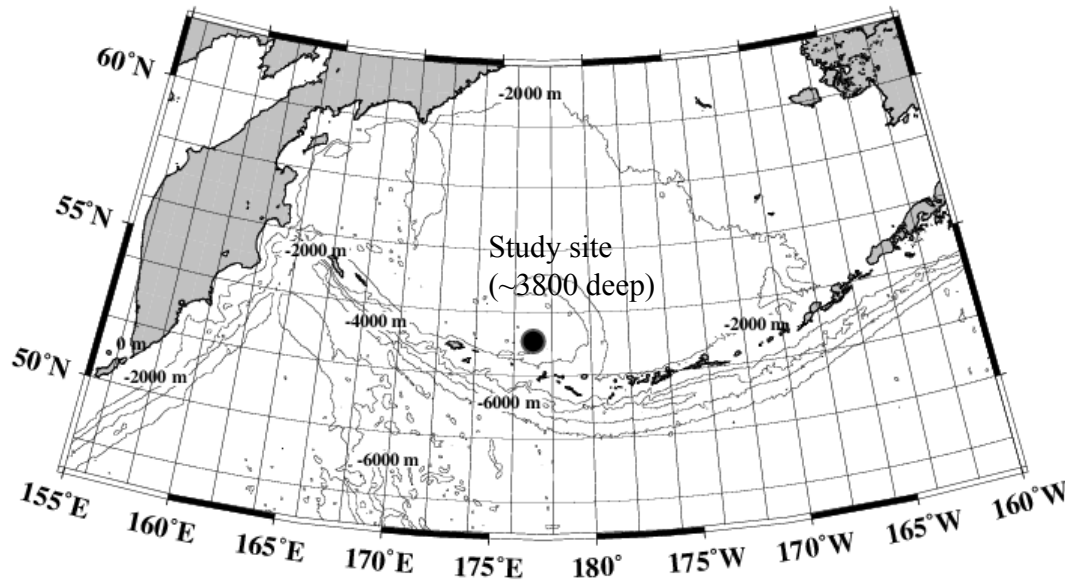 60°N
-2000 m
55°N
Study site
-2000 m
(~3800 deep)
-4000 m
-2000 m
0 m
50°N
-2000 m
-6000 m
-6000 m
155°E
160°W
160°E
165°W
165°E
170°W
170°E
175°W
175°E
180°